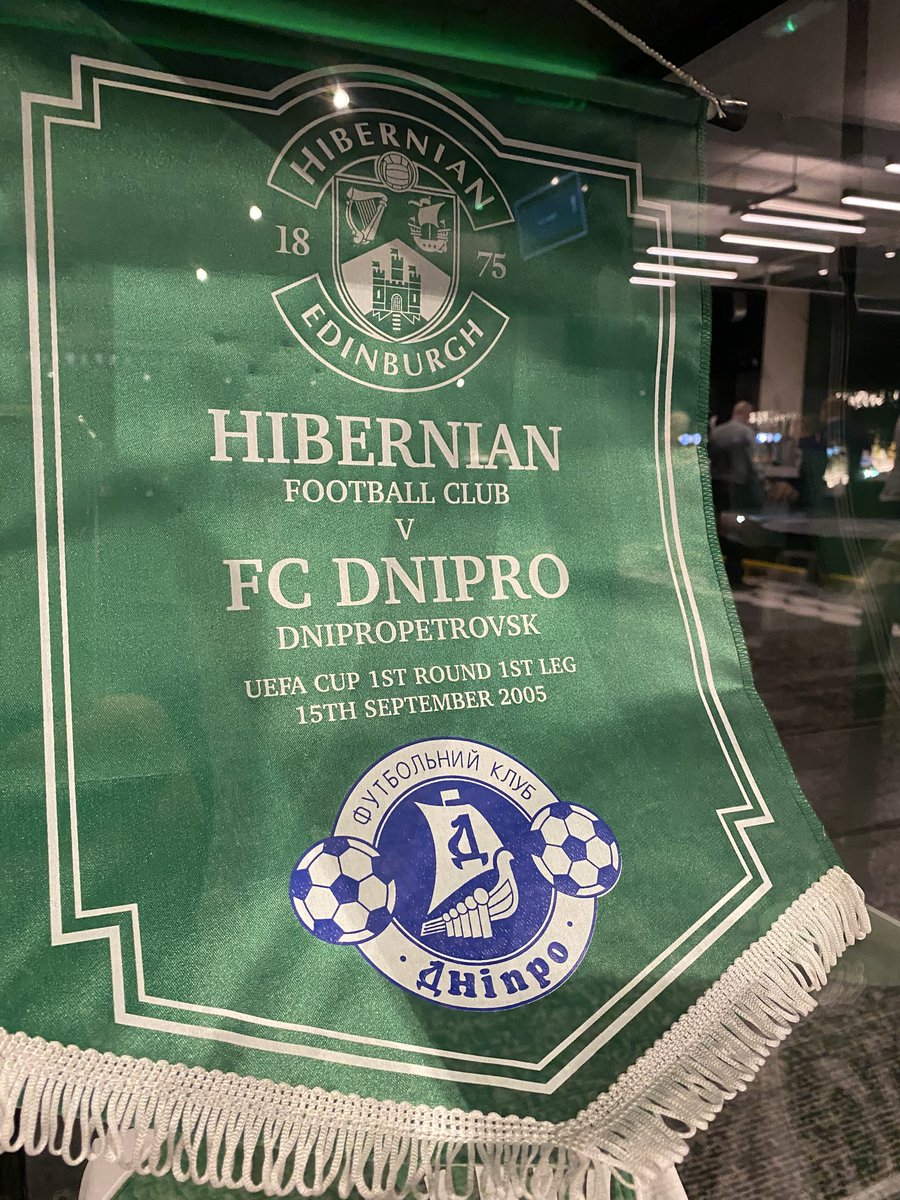 HIBERNIAN
18 75
EDINBURGH
HIBERNIAN
FOOTBALL CLUB
V
FC DNIPRO
DNIPROPETROVSK
UEFA CUP 1ST ROUND 1ST LEG
15TH SEPTEMBER 2005
ФУТБОЛЬНИЙ КЛУБ
Д
Дніпро